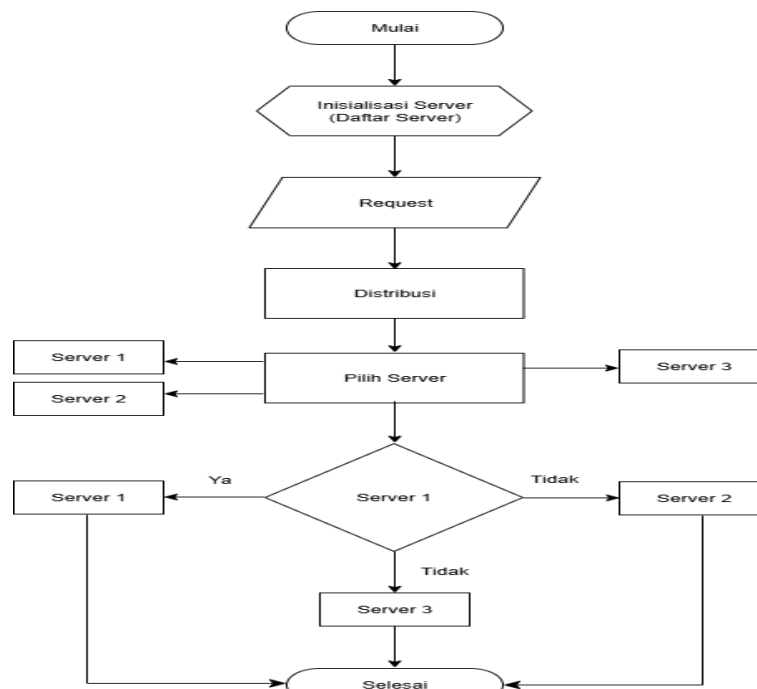 Mulai
Inisialisasi Server
(Daftar Server)
Request
Distribusi
Server 1
Pilih Server
Server 3
Server 2
Ya
Tidak
Server 1
Server 1
Server 2
Tidak
Server 3
Selesai